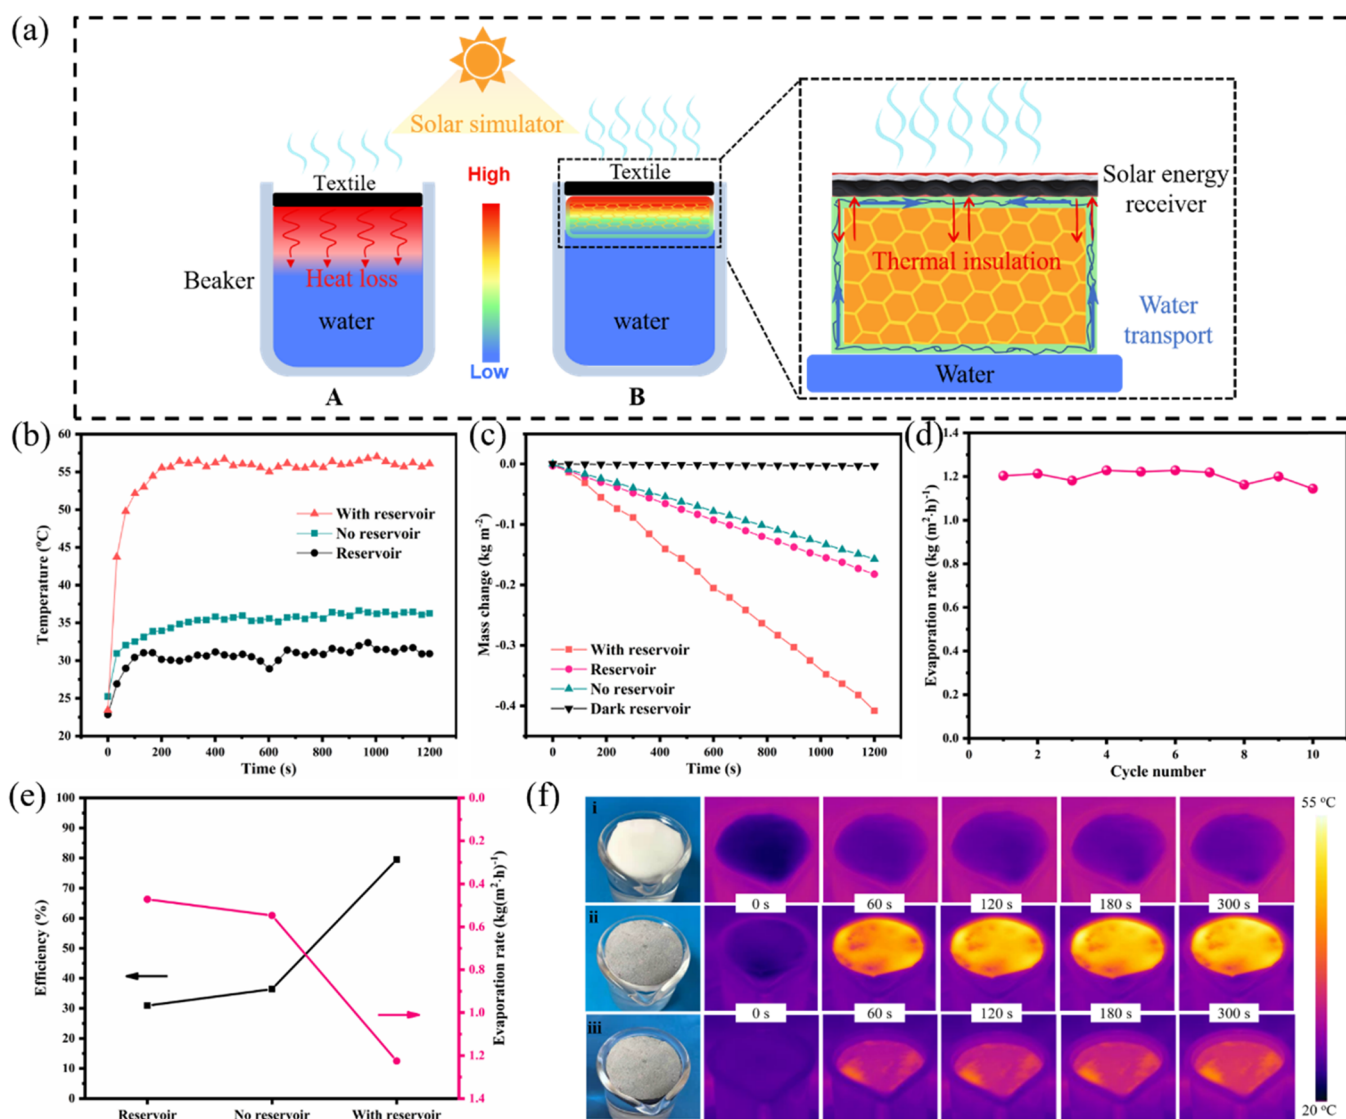 (a)
Solar simulator
Textile
Heat loss
Beaker
water
A
High
Low
Textile
water
B
Solar energy
receiver
Thermal insulation
Water
transport
Water
(b)
60
55
50
45
40
35
30
25
20
Temperature (°C)
With reservoir
No reservoir
Reservoir
0 200 400 600 800 1000 1200
Time (s)
(c)
0.0
-0.1
-0.2
-0.3
-0.4
Mass change (kg m⁻²)
With reservoir
Reservoir
No reservoir
Dark reservoir
0 200 400 600 800 1000 1200
Time (s)
(d)
1.4
1.2
1.0
0.8
0.6
0.4
0.2
0.0
Evaporation rate (kg (m²·h)⁻¹)
0 2 4 6 8 10
Cycle number
(e)
100
90
80
70
60
50
40
30
20
10
0
Efficiency (%)
0.0
0.2
0.4
0.6
0.8
1.0
1.2
1.4
Evaporation rate (kg(m²·h)⁻¹)
Reservoir No reservoir With reservoir
(f)
i
0 s 60 s 120 s 180 s 300 s
ii
0 s 60 s 120 s 180 s 300 s
iii
55 °C
20 °C